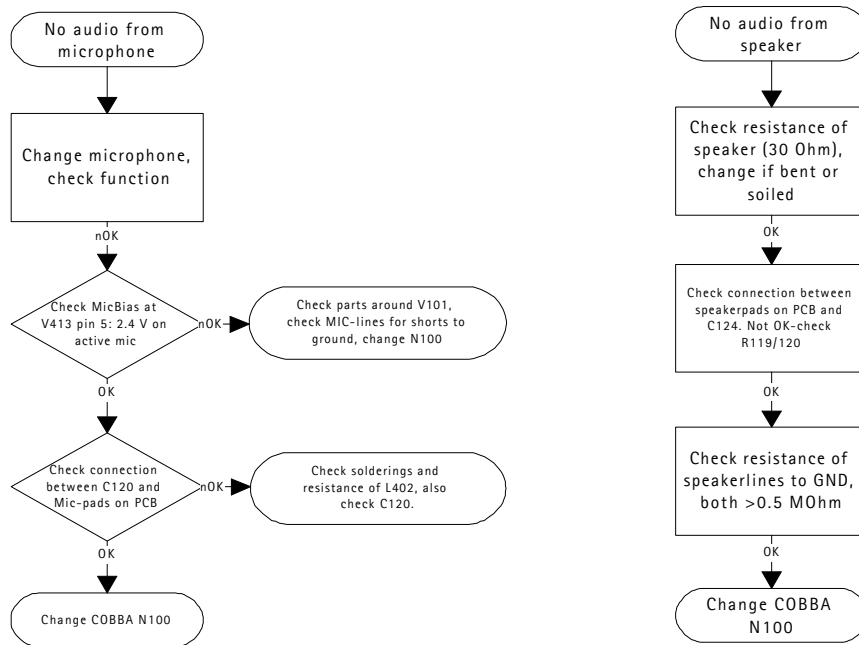 No audio from
microphone
Change microphone,
check function
nOK
Check MicBias at
V413 pin 5: 2.4 V on
active mic
nOK
Check parts around V101,
check MIC-lines for shorts to
ground, change N100
OK
Check connection
between C120 and
Mic-pads on PCB
nOK
Check solderings and
resistance of L402, also
check C120.
OK
Change COBBA N100
No audio from
speaker
Check resistance of
speaker (30 Ohm),
change if bent or
soiled
OK
Check connection between
speakerpads on PCB and
C124. Not OK-check
R119/120
OK
Check resistance of
speakerlines to GND,
both >0.5 MOhm
OK
Change COBBA
N100